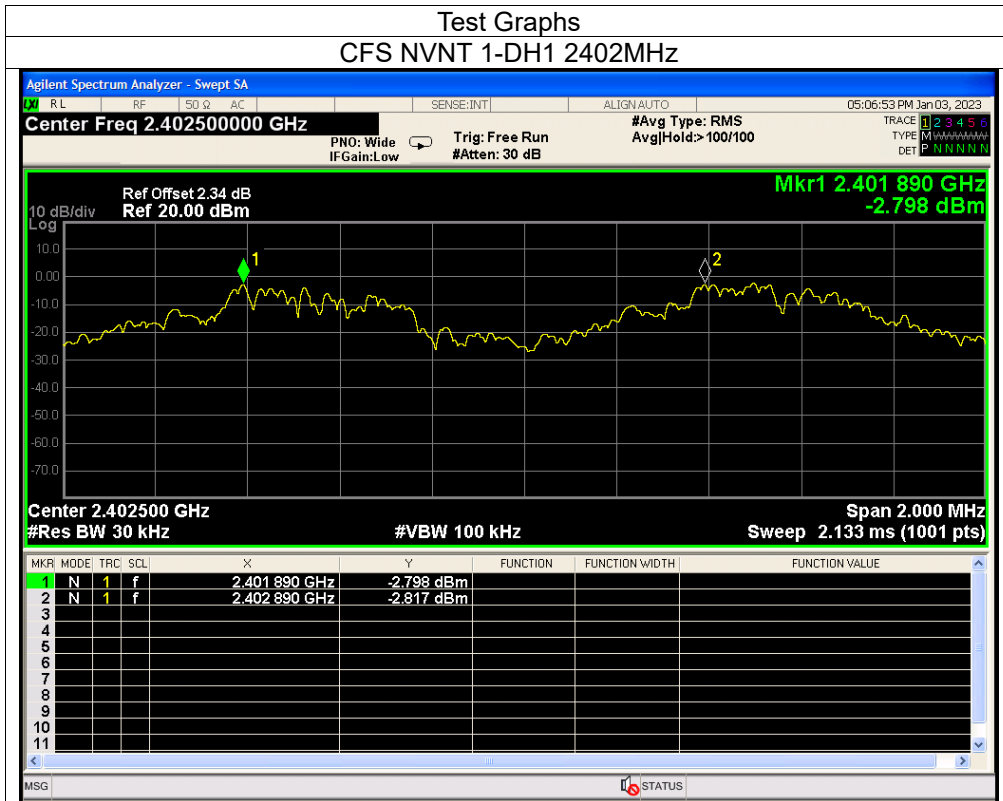 Test Graphs
CFS NVNT 1-DH1 2402MHz
Agilent Spectrum Analyzer - Swept SA
LXI RL RF 50 Ω AC SENSE:INT ALIGN AUTO 05:06:53 PM Jan 03, 2023
Center Freq 2.402500000 GHz #Avg Type: RMS TRACE 1 2 3 4 5 6
PNO: Wide Trig: Free Run Avg|Hold:>100/100 TYPE MWWWWW
IFGain:Low #Atten: 30 dB DET P N N N N N
Mkr1 2.401 890 GHz
Ref Offset 2.34 dB -2.798 dBm
10 dB/div Ref 20.00 dBm
Log
10.0
1
2
0.00
-10.0
-20.0
-30.0
-40.0
-50.0
-60.0
-70.0
Center 2.402500 GHz Span 2.000 MHz
#Res BW 30 kHz #VBW 100 kHz Sweep 2.133 ms (1001 pts)
MKR MODE TRC SCL X Y FUNCTION FUNCTION WIDTH FUNCTION VALUE
1 N 1 f 2.401 890 GHz -2.798 dBm
2 N 1 f 2.402 890 GHz -2.817 dBm
3
4
5
6
7
8
9
10
11
MSG STATUS